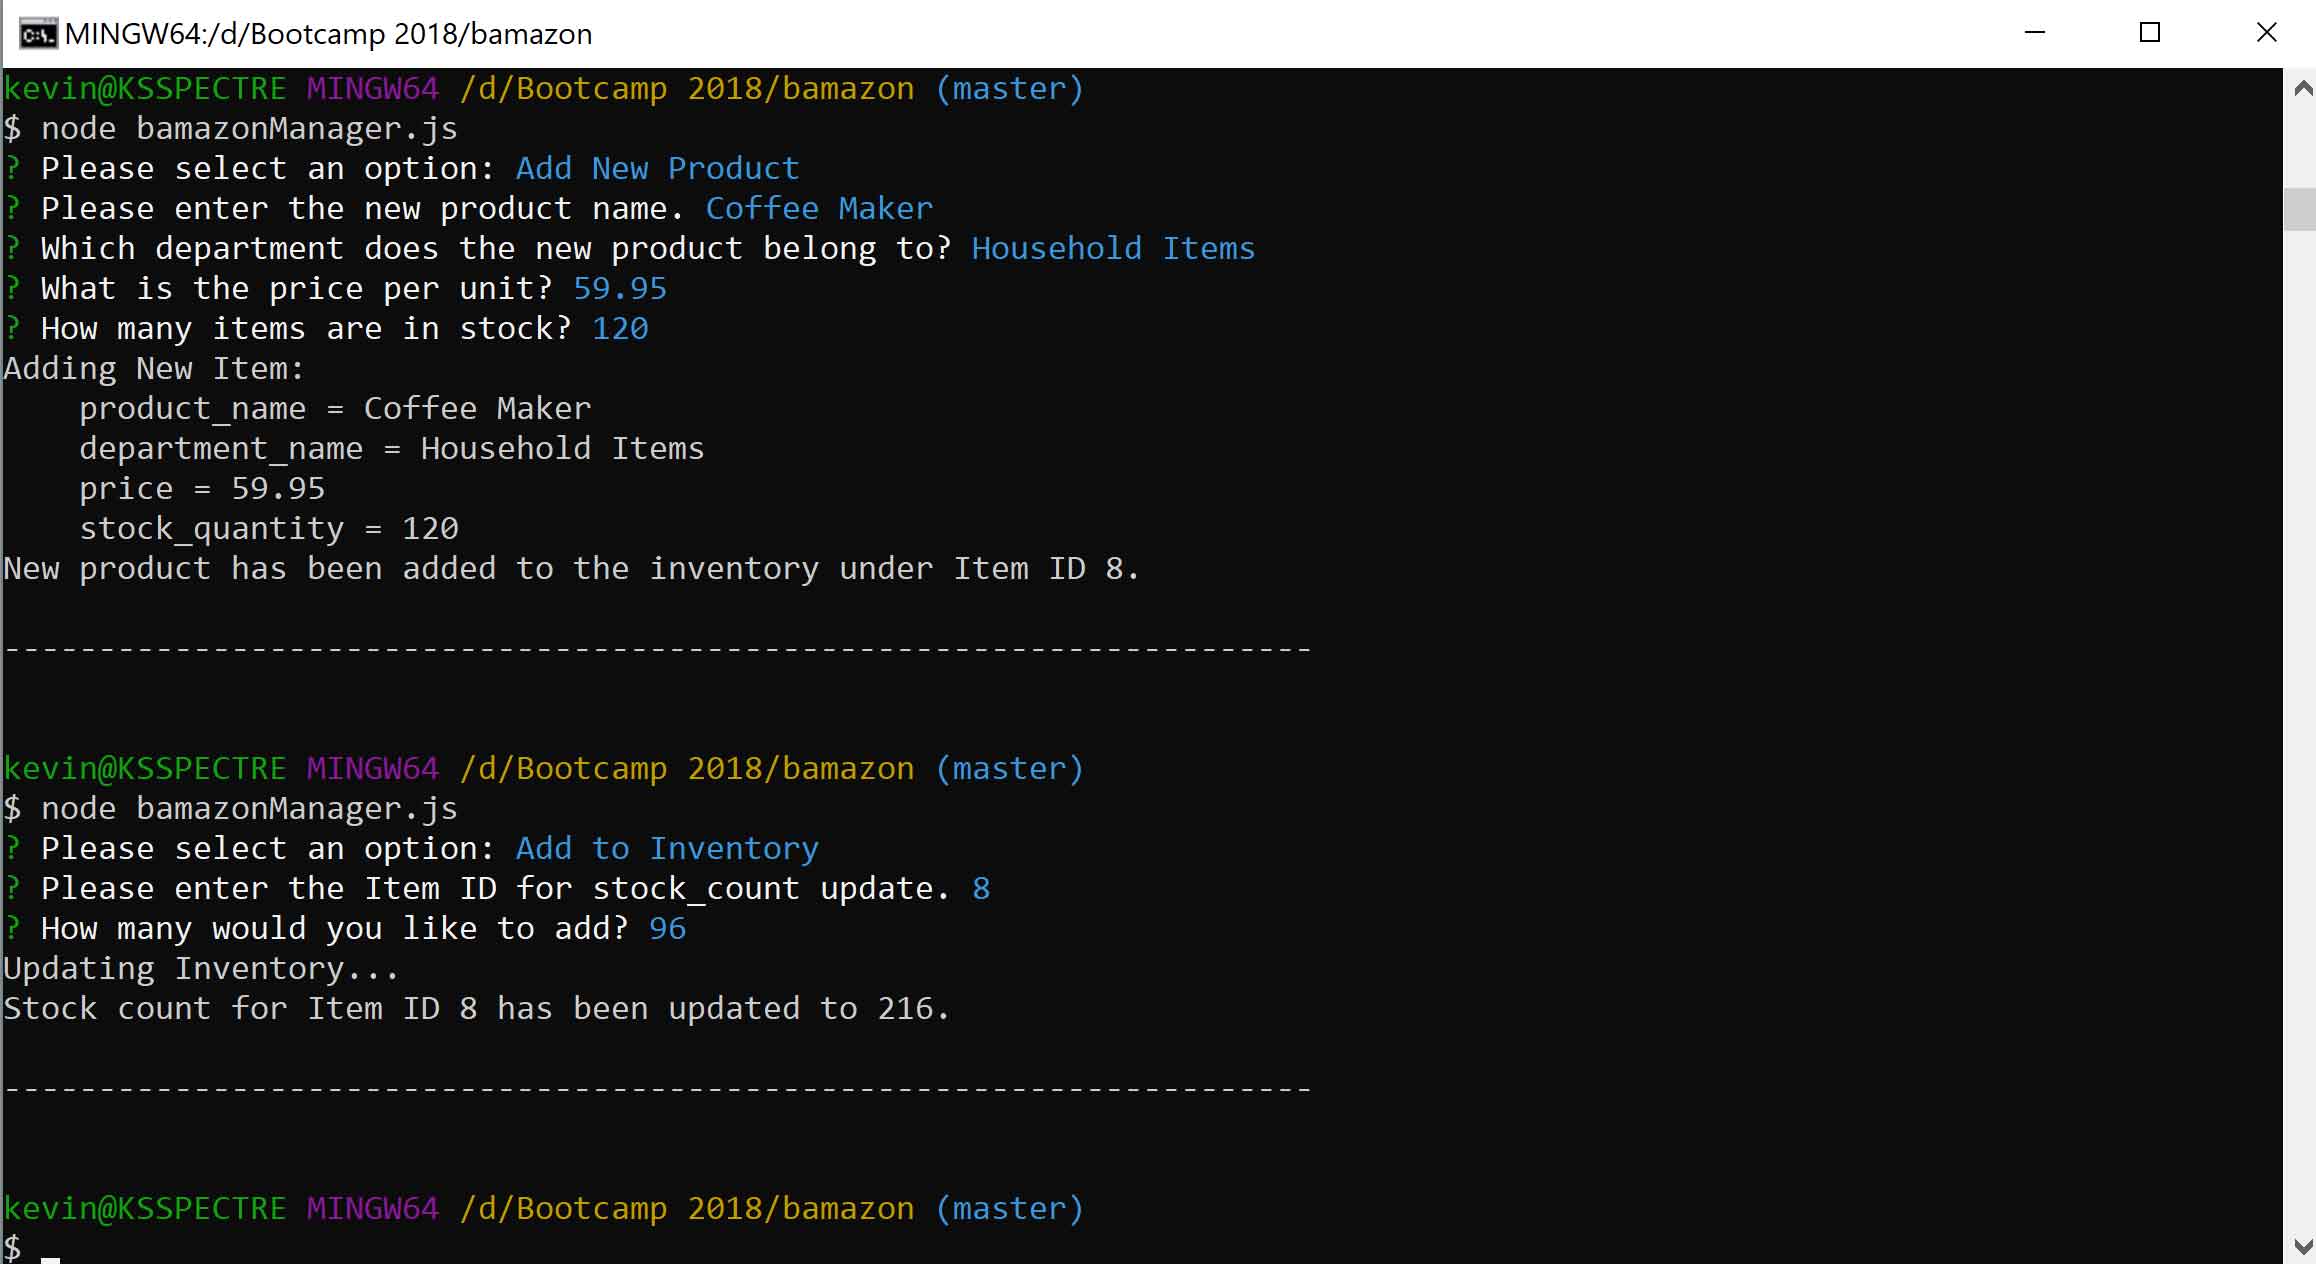 MINGW64:/d/Bootcamp 2018/bamazon
kevin@KSSPECTRE MINGW64 /d/Bootcamp 2018/bamazon (master)
$ node bamazonManager.js
? Please select an option: Add New Product
? Please enter the new product name. Coffee Maker
? Which department does the new product belong to? Household Items
? What is the price per unit? 59.95
? How many items are in stock? 120
Adding New Item:
    product_name = Coffee Maker
    department_name = Household Items
    price = 59.95
    stock_quantity = 120
New product has been added to the inventory under Item ID 8.
---------------------------------------------------------------------
kevin@KSSPECTRE MINGW64 /d/Bootcamp 2018/bamazon (master)
$ node bamazonManager.js
? Please select an option: Add to Inventory
? Please enter the Item ID for stock_count update. 8
? How many would you like to add? 96
Updating Inventory...
Stock count for Item ID 8 has been updated to 216.
---------------------------------------------------------------------
kevin@KSSPECTRE MINGW64 /d/Bootcamp 2018/bamazon (master)
$